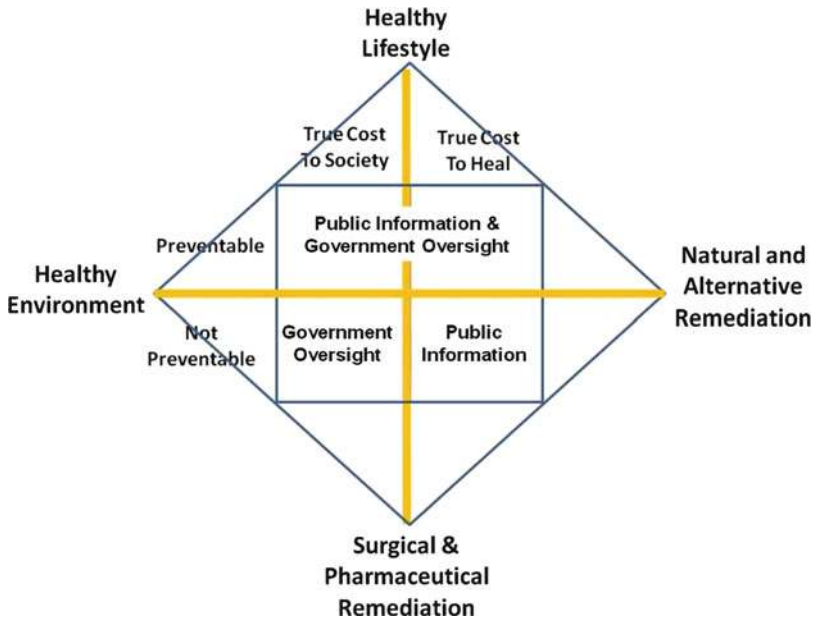 Healthy
Lifestyle
True Cost
To Society
True Cost
To Heal
Public Information &
Government Oversight
Preventable
Healthy
Environment
Natural and
Alternative
Remediation
Not
Preventable
Government
Oversight
Public
Information
Surgical &
Pharmaceutical
Remediation